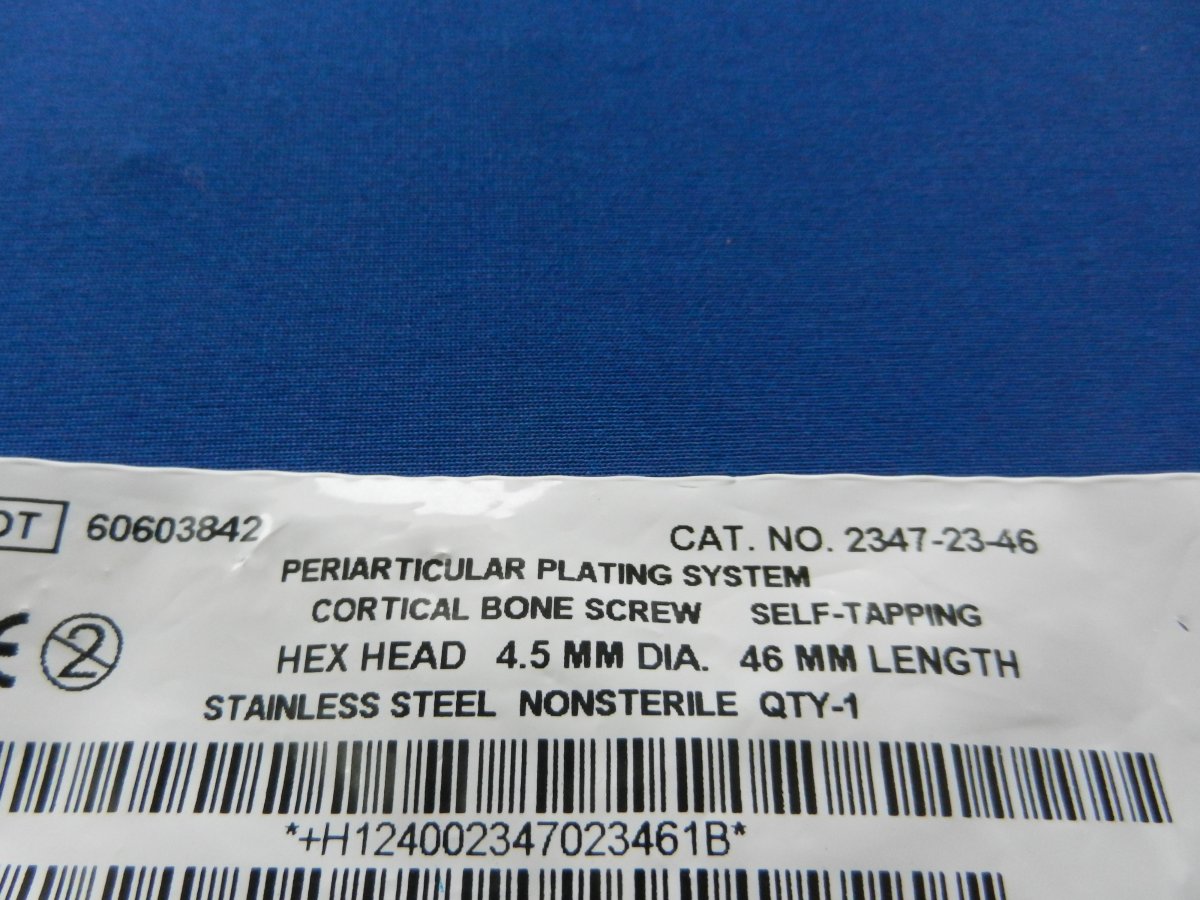 60603842 CAT. NO. 2347-23-46
PERIARTICULAR PLATING SYSTEM
CORTICAL BONE SCREW SELF-TAPPING
HEX HEAD 4.5 MM DIA. 46 MM LENGTH
2
STAINLESS STEEL NONSTERILE QTY-1
*+H124002347023461B*